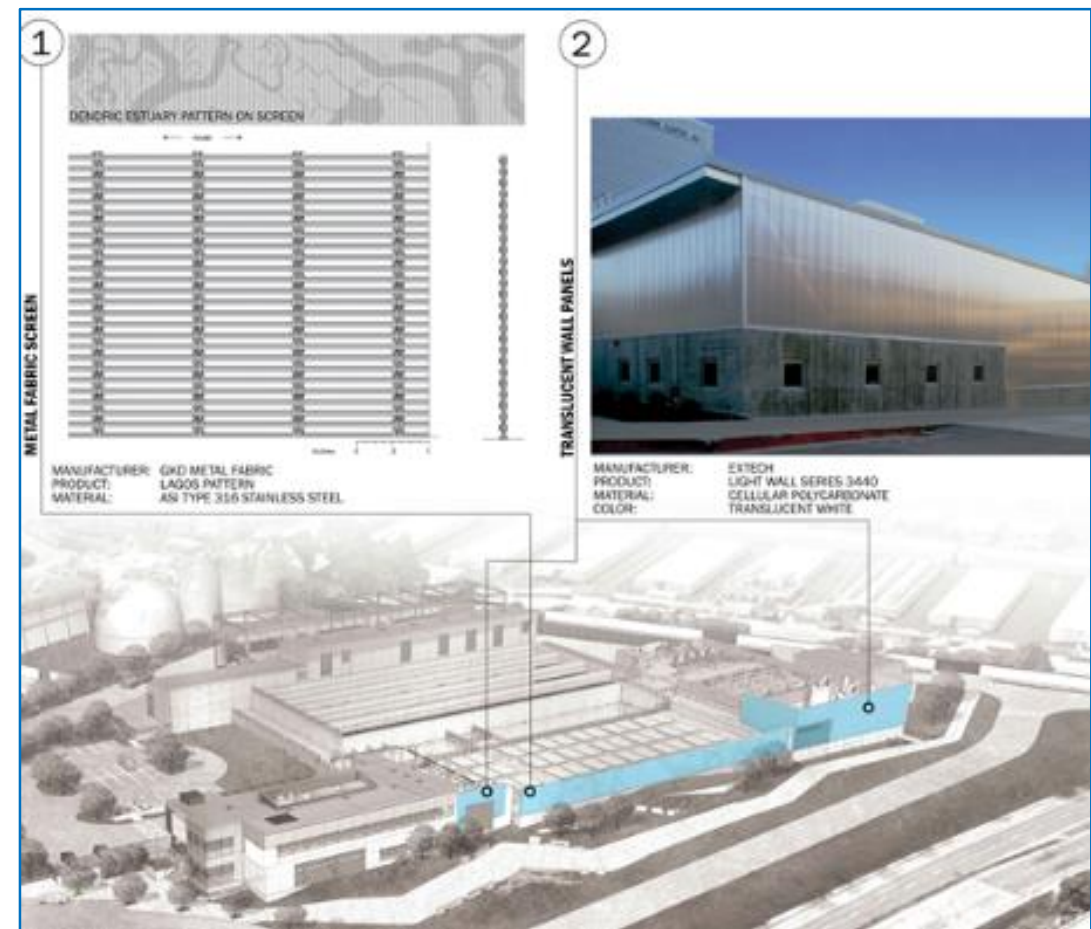 1
DENDRIC ESTUARY PATTERN ON SCREEN
METAL FABRIC SCREEN
MANUFACTURER: GKD METAL FABRIC
PRODUCT: LAGOS PATTERN
MATERIAL: ASI TYPE 316 STAINLESS STEEL
2
TRANSLUCENT WALL PANELS
MANUFACTURER: EXTECH
PRODUCT: LIGHT WALL SERIES 3440
MATERIAL: CELLULAR POLYCARBONATE
COLOR: TRANSLUCENT WHITE